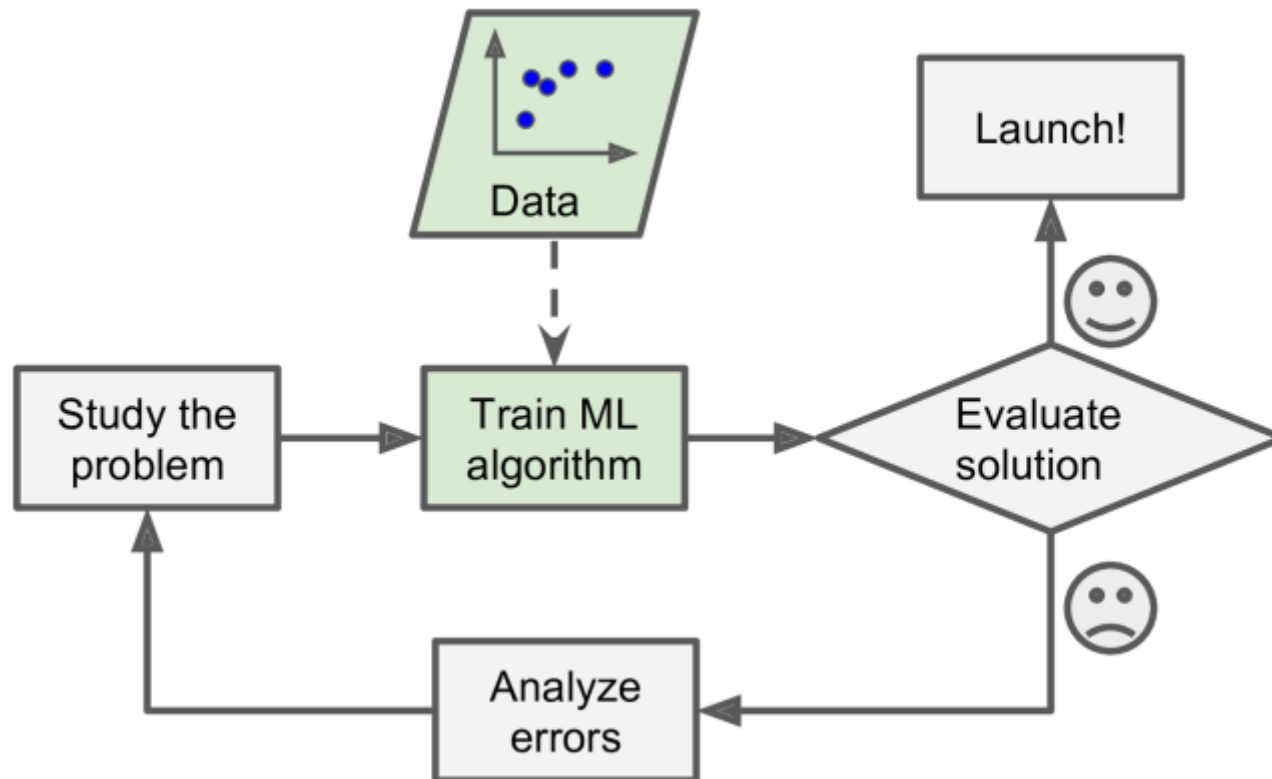 Data
Launch!
Study the
problem
Train ML
algorithm
Evaluate
solution
Analyze
errors